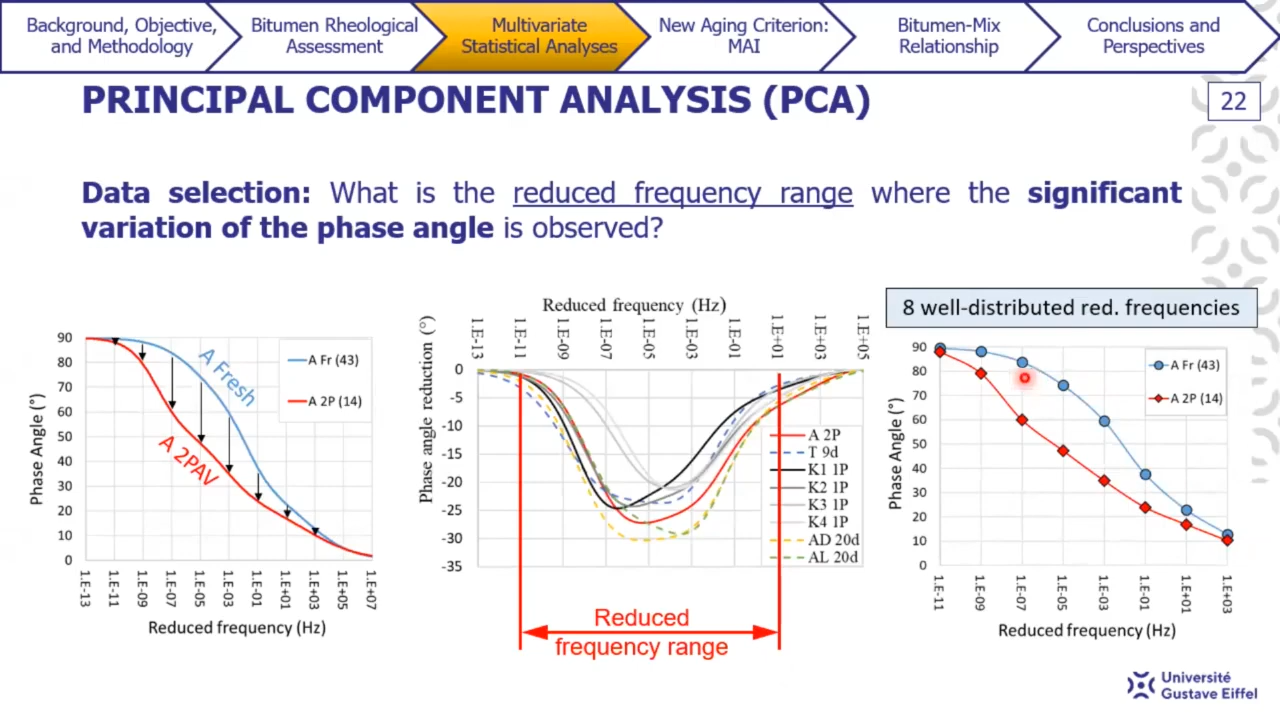 Background, Objective,
and Methodology
Bitumen Rheological
Assessment
Multivariate
Statistical Analyses
New Aging Criterion:
MAI
Bitumen-Mix
Relationship
Conclusions and
Perspectives
PRINCIPAL COMPONENT ANALYSIS (PCA)
22
Data selection: What is the reduced frequency range where the significant
variation of the phase angle is observed?
90
80
70
60
50
40
30
20
10
0
Phase Angle (°)
A Fresh
A 2PAV
A Fr (43)
A 2P (14)
1.E-13
1.E-11
1.E-09
1.E-07
1.E-05
1.E-03
1.E-01
1.E+01
1.E+03
1.E+05
1.E+07
Reduced frequency (Hz)
Reduced frequency (Hz)
1.E-13
1.E-11
1.E-09
1.E-07
1.E-05
1.E-03
1.E-01
1.E+01
1.E+03
1.E+05
Phase angle reduction (°)
0
-5
-10
-15
-20
-25
-30
-35
A 2P
T 9d
K1 1P
K2 1P
K3 1P
K4 1P
AD 20d
AL 20d
Reduced
frequency range
8 well-distributed red. frequencies
90
80
70
60
50
40
30
20
10
0
Phase Angle (°)
A Fr (43)
A 2P (14)
1.E-11
1.E-09
1.E-07
1.E-05
1.E-03
1.E-01
1.E+01
1.E+03
Reduced frequency (Hz)
Université
Gustave Eiffel